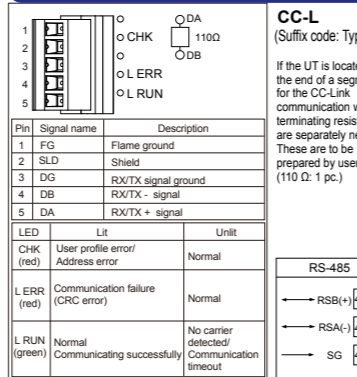 1
2
3
4
5
CHK
L ERR
L RUN
DA
110Ω
DB
Pin Signal name Description
1 FG Flame ground
2 SLD Shield
3 DG RX/TX signal ground
4 DB RX/TX - signal
5 DA RX/TX + signal
LED Lit Unlit
CHK (red) User profile error/ Address error Normal
L ERR (red) Communication failure (CRC error) Normal
L RUN (green) Normal Communicating successfully No carrier detected/ Communication timeout
CC-L
(Suffix code: Typ
If the UT is locate
the end of a segm
for the CC-Link
communication w
terminating resis
are separately ne
These are to be
prepared by user
(110 Ω: 1 pc.)
RS-485
RSB(+)
RSA(-)
SG